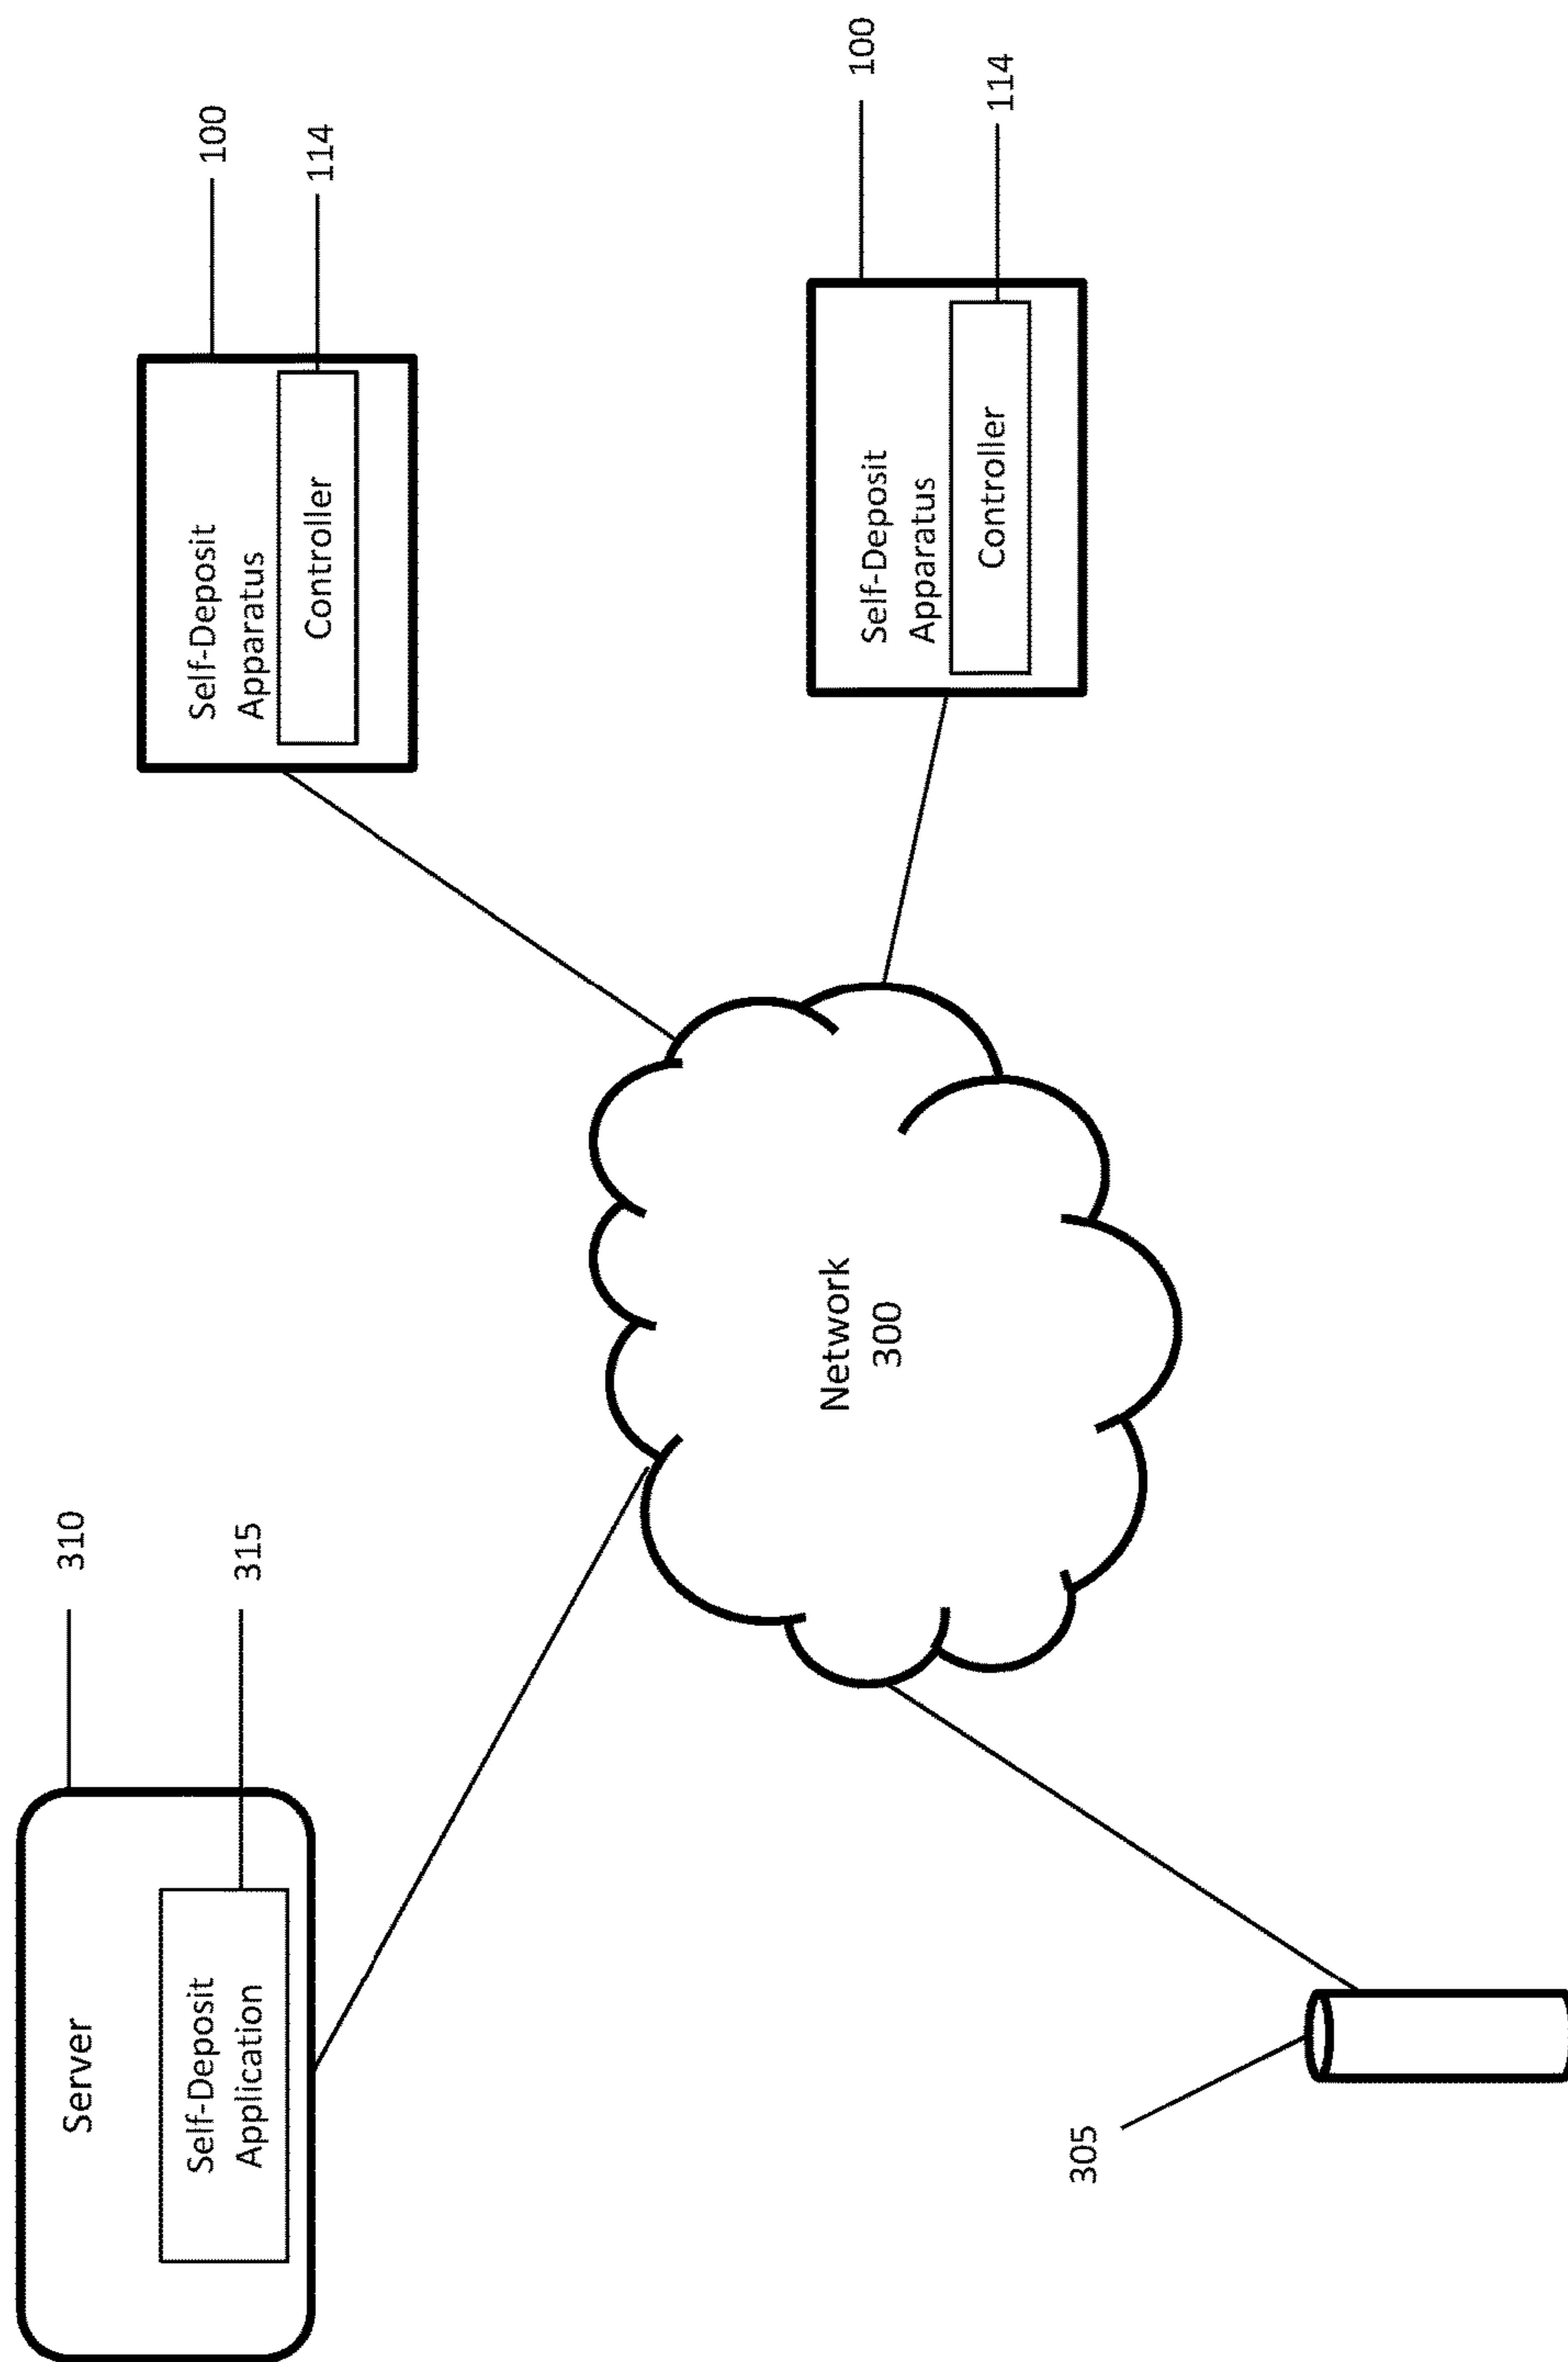 310
Server
315
Self-Deposit
Application
100
Self-Deposit
Apparatus
114
Controller
Network
300
100
Self-Deposit
Apparatus
114
Controller
305